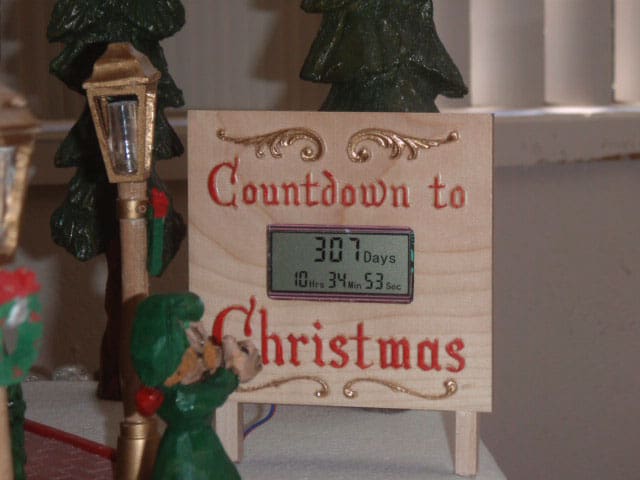 Countdown to
307 Days
10 Hrs 34 Min 53 Sec
Christmas